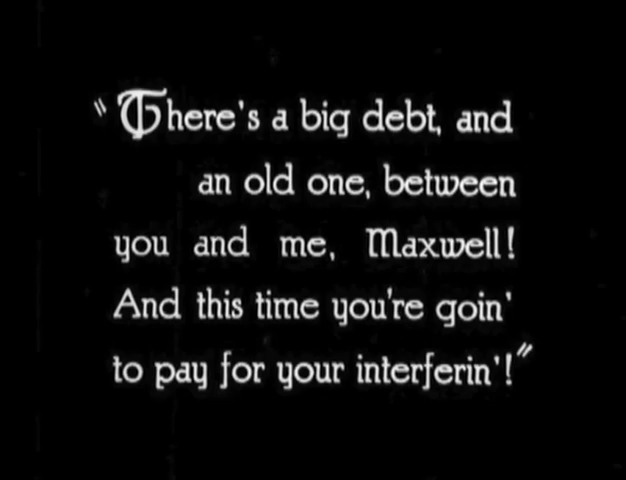 "There's a big debt, and
an old one, between
you and me, Maxwell!
And this time you're goin'
to pay for your interferin'!"